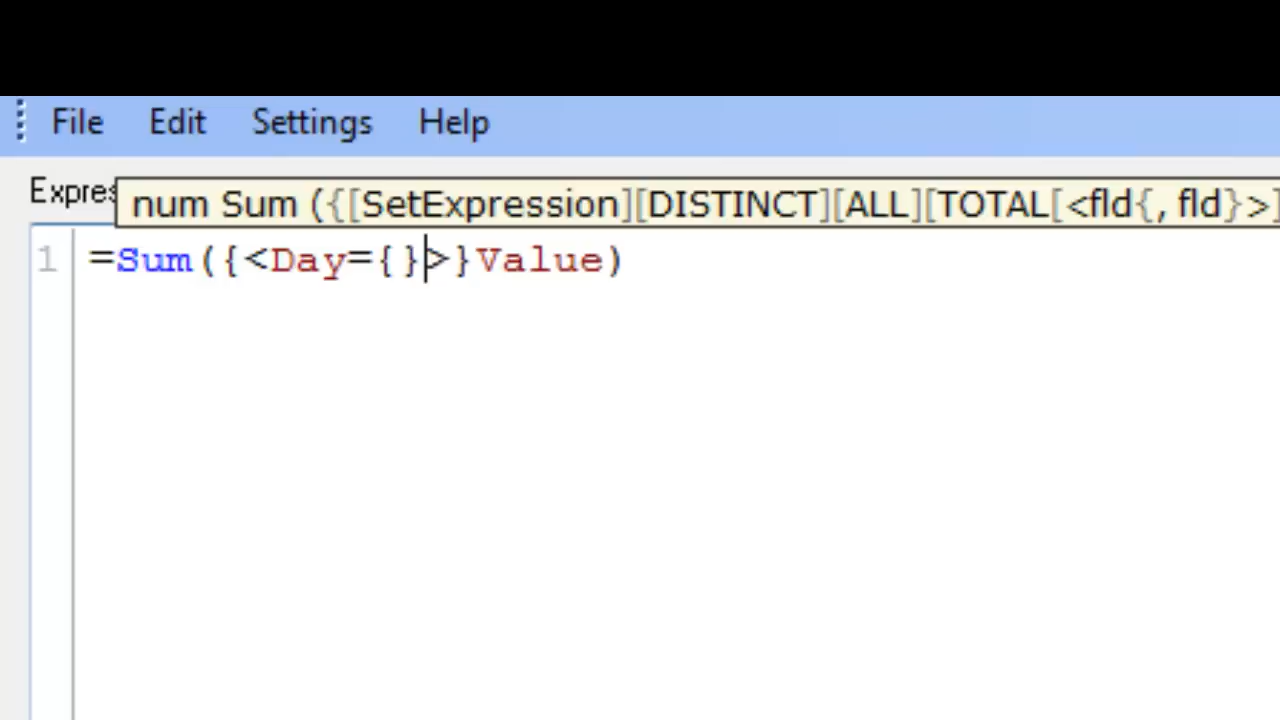 File Edit Settings Help
Expres
num Sum ({[SetExpression][DISTINCT][ALL][TOTAL[<fld{, fld}>]
1 =Sum({<Day={}>}Value)